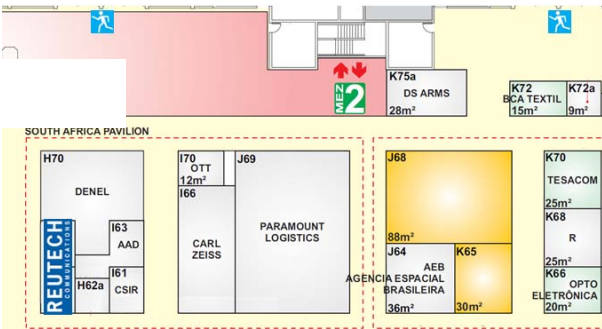 K75a
DS ARMS
28m²
MEZ
2
K72
BCA TEXTIL
15m²
K72a
9m²
SOUTH AFRICA PAVILION
H70
DENEL
REUTECH
COMMUNICATIONS
I63
AAD
I61
CSIR
H62a
I70
OTT
12m²
I66
CARL
ZEISS
J69
PARAMOUNT
LOGISTICS
J68
88m²
J64
AEB
AGENCIA ESPACIAL
BRASILEIRA
36m²
K65
30m²
K70
TESACOM
25m²
K68
R
25m²
K66
OPTO
ELETRÔNICA
20m²